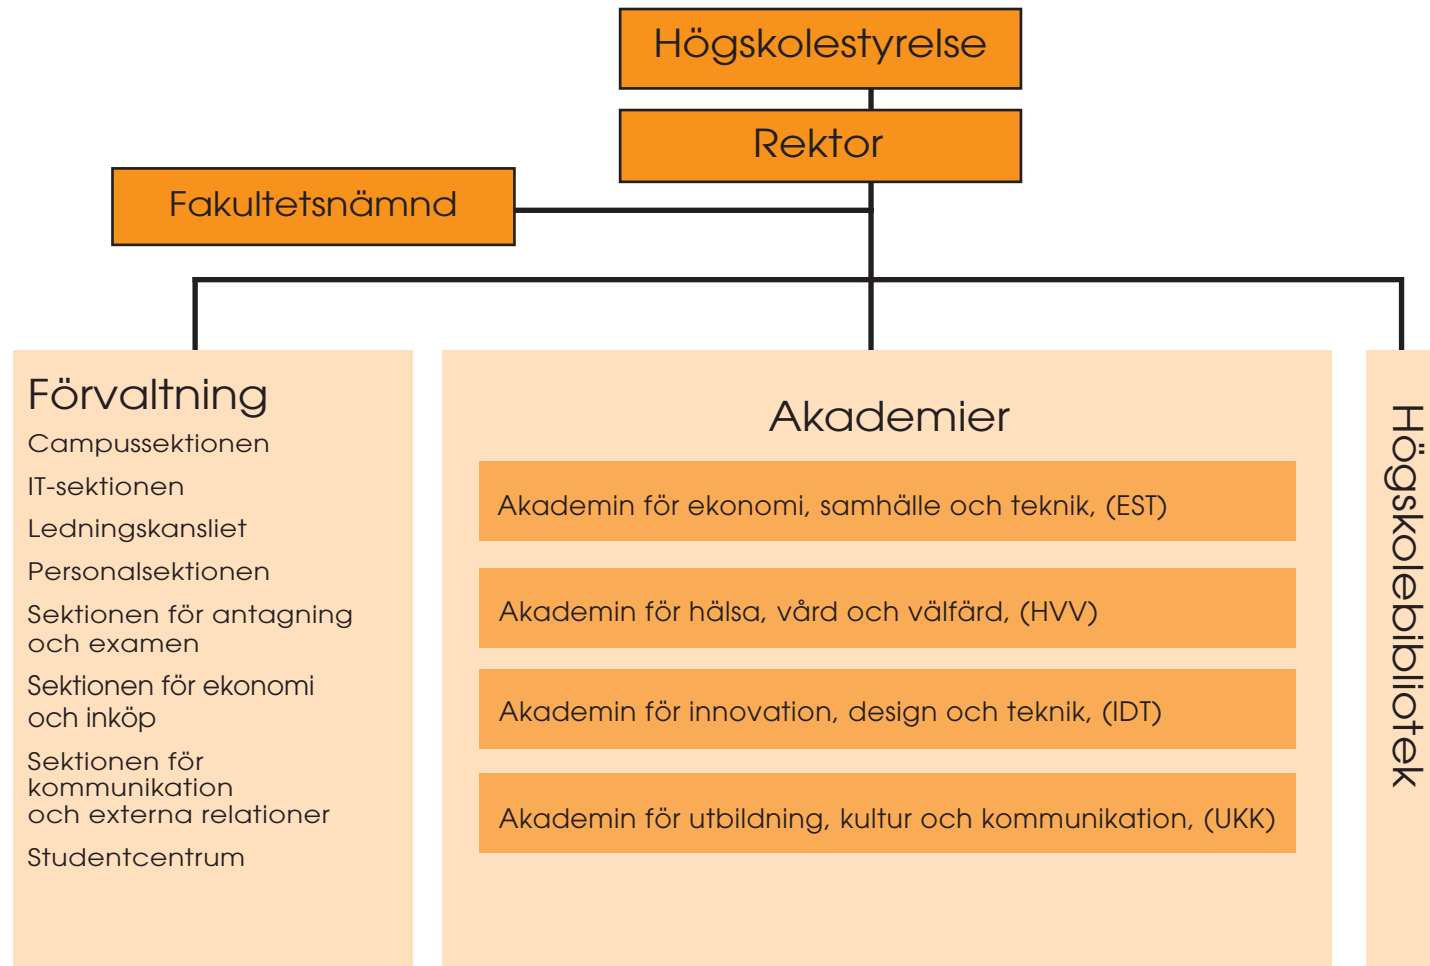 Högskolestyrelse
Rektor
Fakultetsnämnd
Förvaltning
Campussektionen
IT-sektionen
Ledningskansliet
Personalsektionen
Sektionen för antagning
och examen
Sektionen för ekonomi
och inköp
Sektionen för
kommunikation
och externa relationer
Studentcentrum
Akademier
Akademin för ekonomi, samhälle och teknik, (EST)
Akademin för hälsa, vård och välfärd, (HVV)
Akademin för innovation, design och teknik, (IDT)
Akademin för utbildning, kultur och kommunikation, (UKK)
Högskolebibliotek